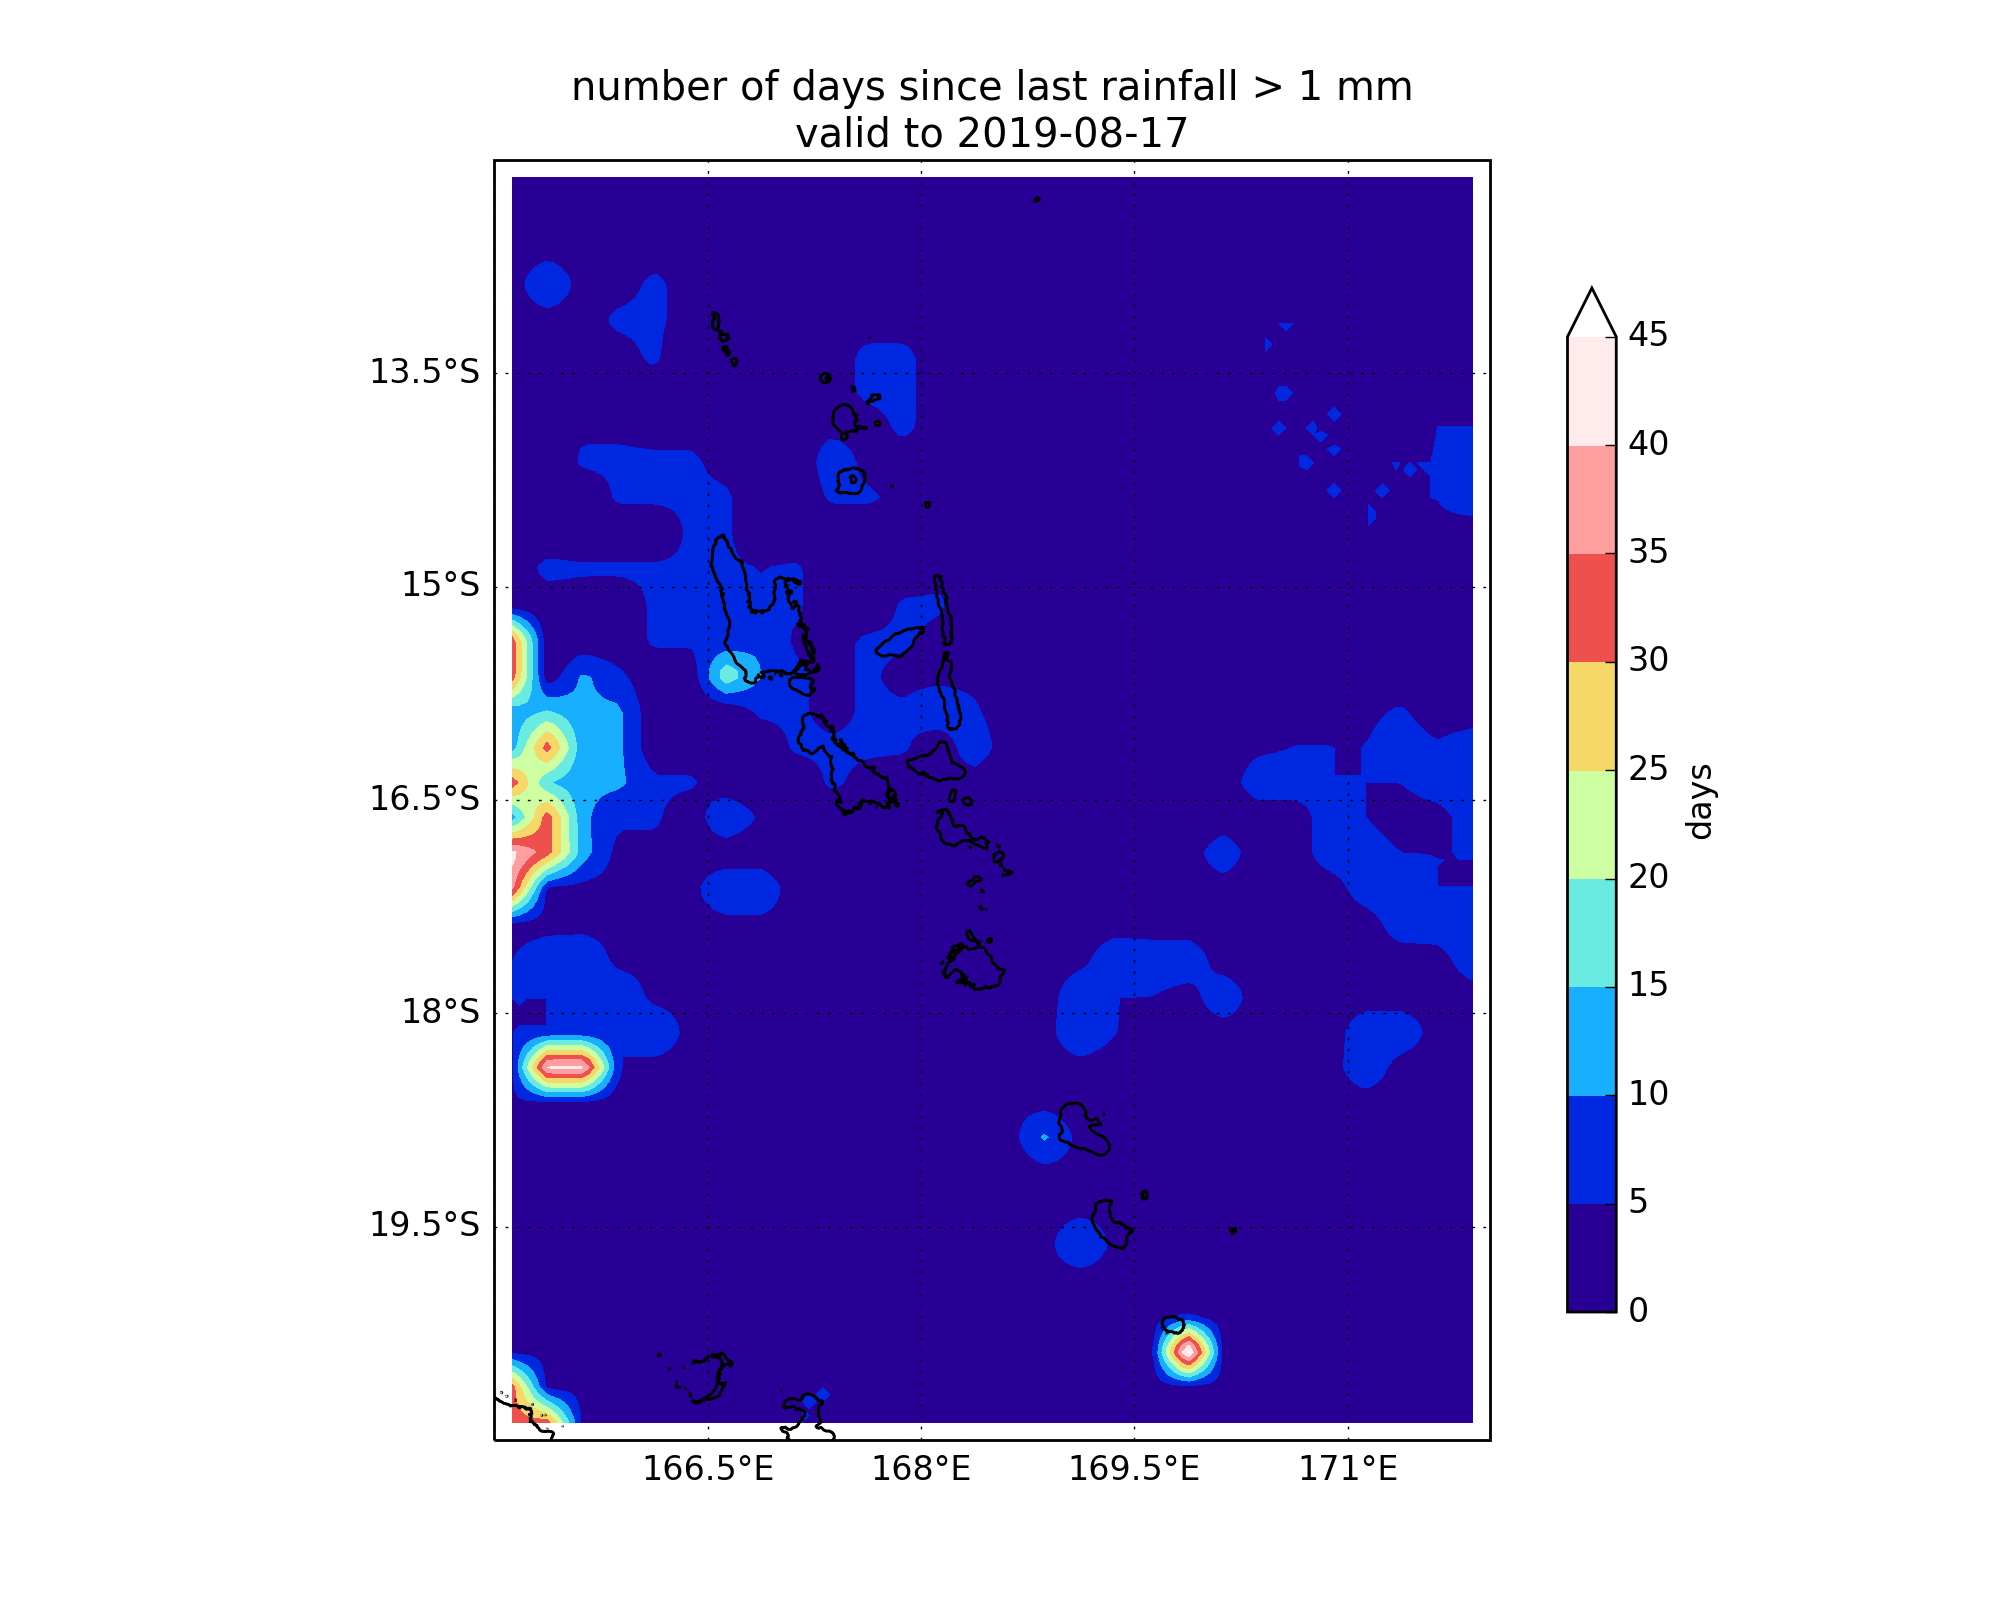 number of days since last rainfall > 1 mm
valid to 2019-08-17
13.5°S
15°S
16.5°S
18°S
19.5°S
166.5°E
168°E
169.5°E
171°E
45
40
35
30
25
20
15
10
5
0
days